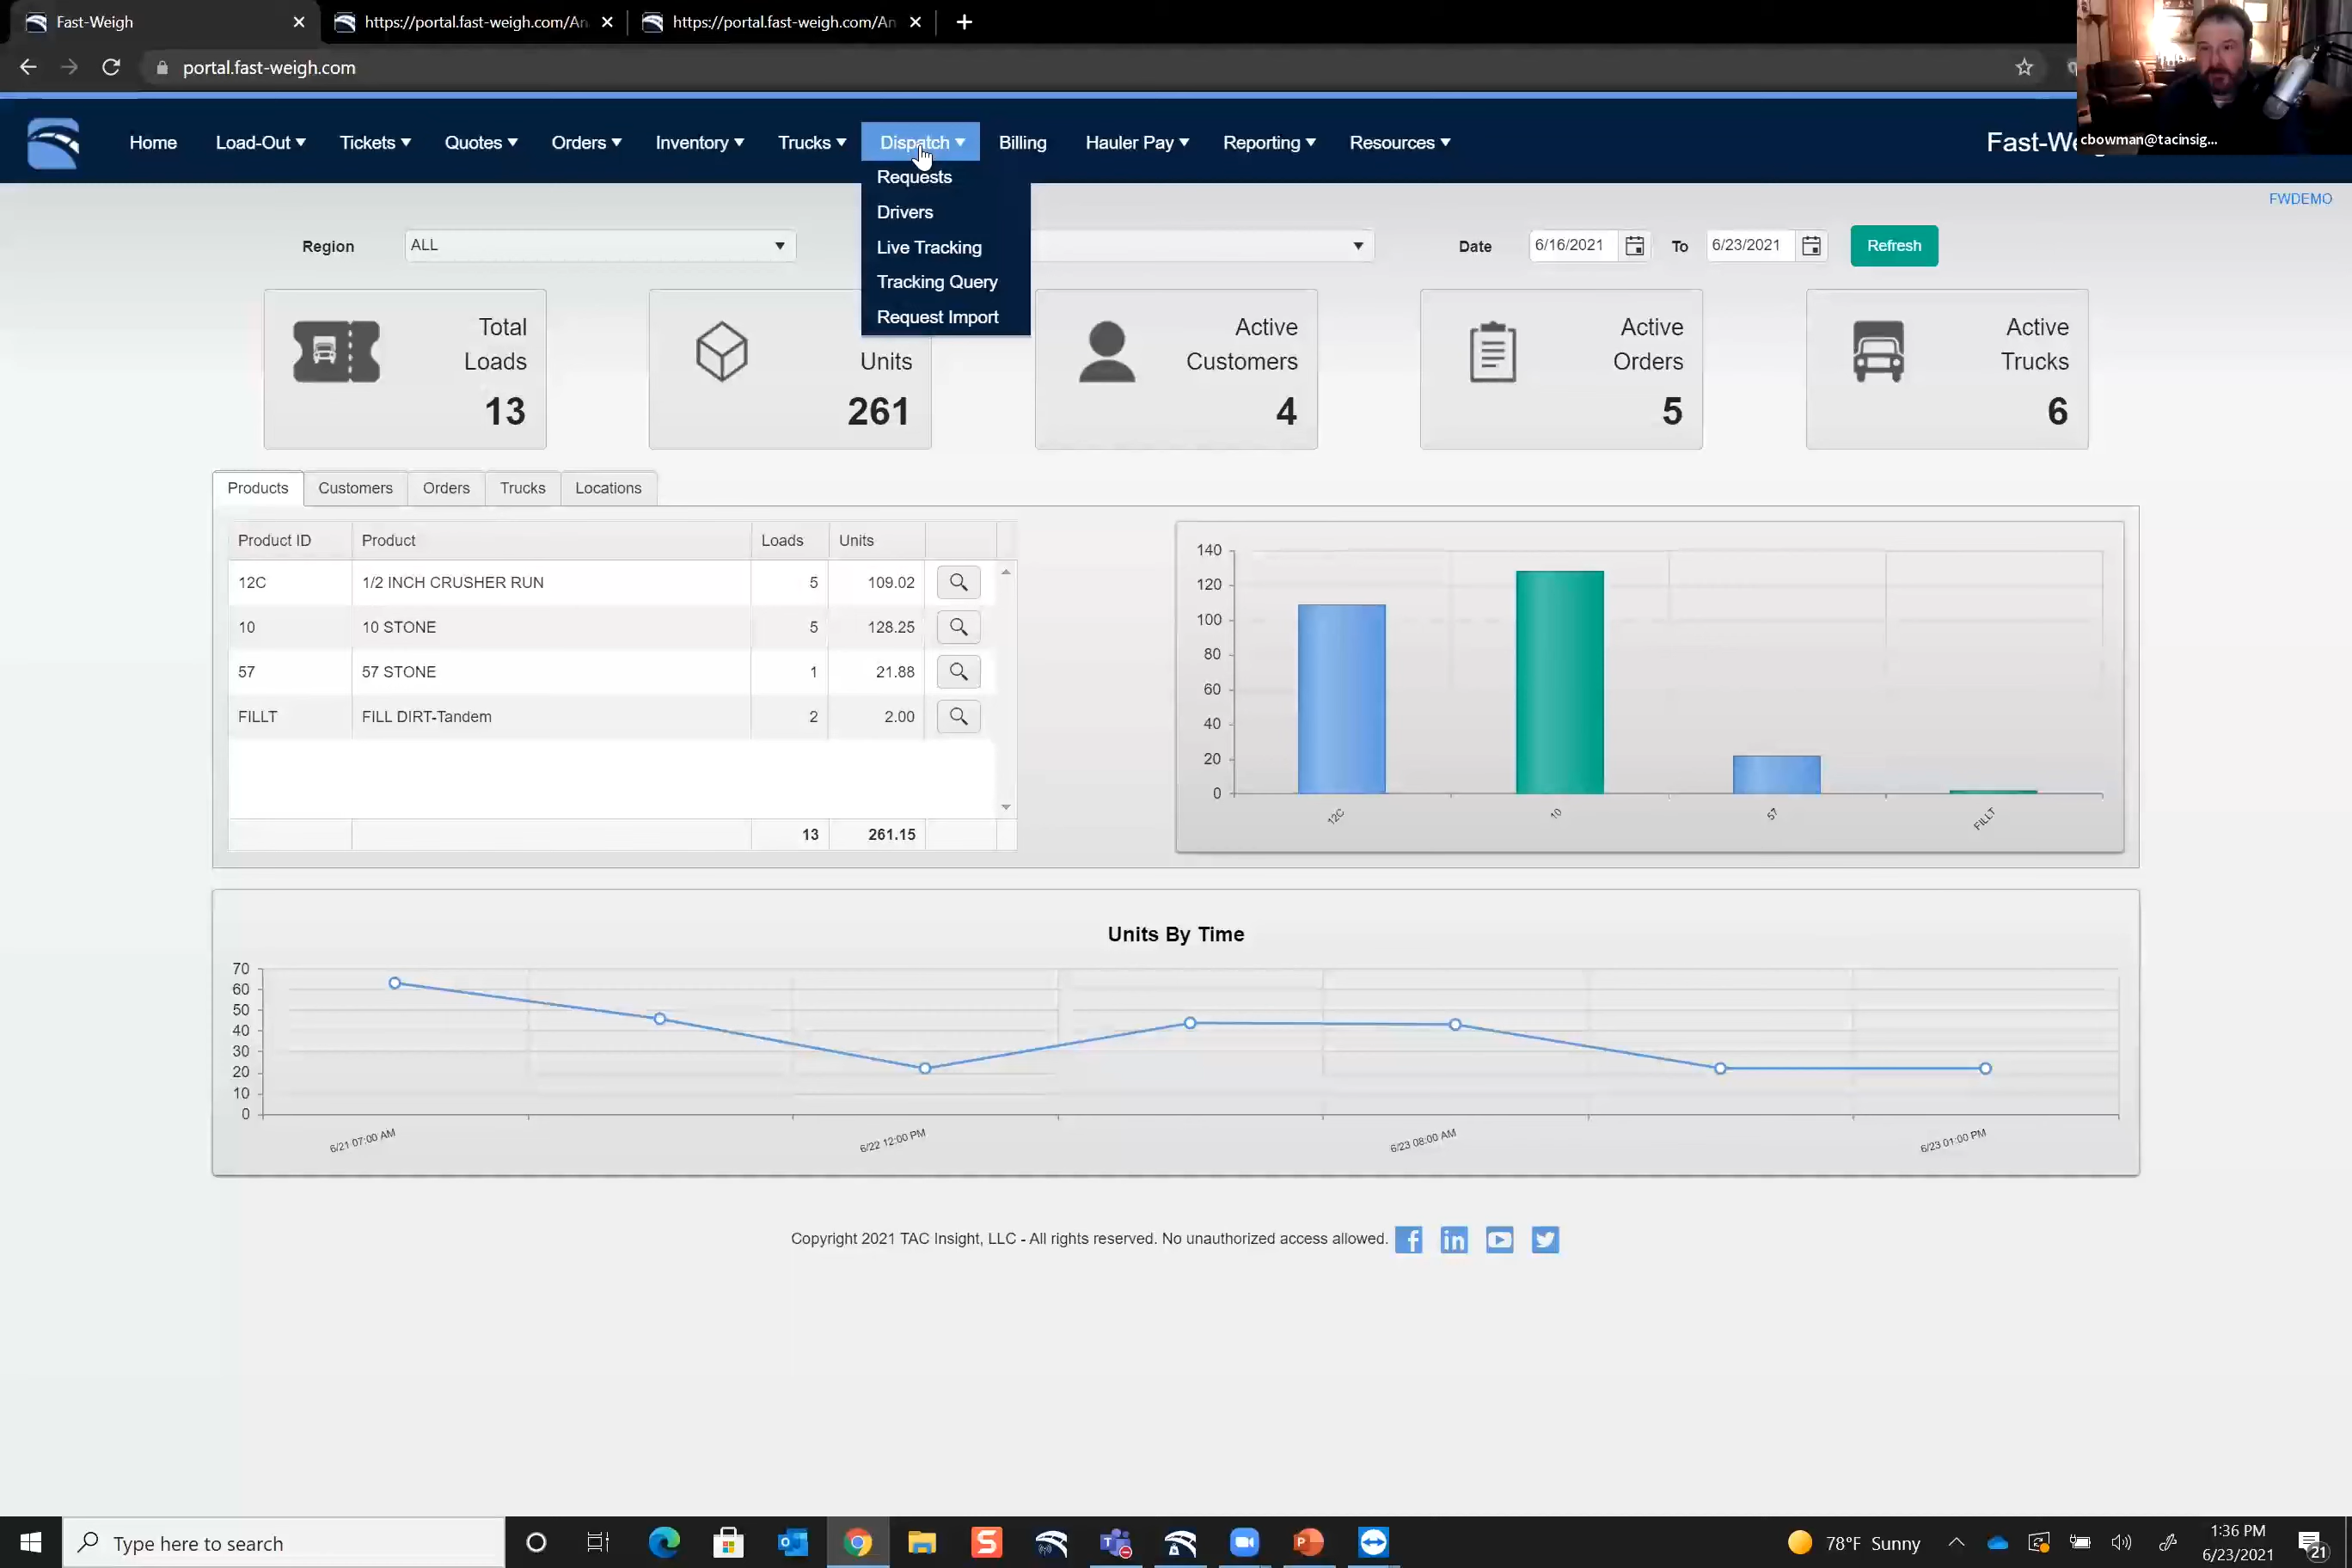 Fast-Weigh
https://portal.fast-weigh.com/An
https://portal.fast-weigh.com/An
portal.fast-weigh.com
cbowman@tacinsig...
Home
Load-Out
Tickets
Quotes
Orders
Inventory
Trucks
Dispatch
Billing
Hauler Pay
Reporting
Resources
Fast-We
Requests
Drivers
Live Tracking
Tracking Query
Request Import
FWDEMO
Region
ALL
Date
6/16/2021
To
6/23/2021
Refresh
Total
Loads
13
Units
261
Active
Customers
4
Active
Orders
5
Active
Trucks
6
Products
Customers
Orders
Trucks
Locations
Product ID Product Loads Units
12C 1/2 INCH CRUSHER RUN 5 109.02
10 10 STONE 5 128.25
57 57 STONE 1 21.88
FILLT FILL DIRT-Tandem 2 2.00
13 261.15
140
120
100
80
60
40
20
0
12C
10
57
FILLT
Units By Time
70
60
50
40
30
20
10
0
6/21 07:00 AM
6/22 12:00 PM
6/23 08:00 AM
6/23 01:00 PM
Copyright 2021 TAC Insight, LLC - All rights reserved. No unauthorized access allowed.
Type here to search
78°F Sunny
1:36 PM
6/23/2021
21